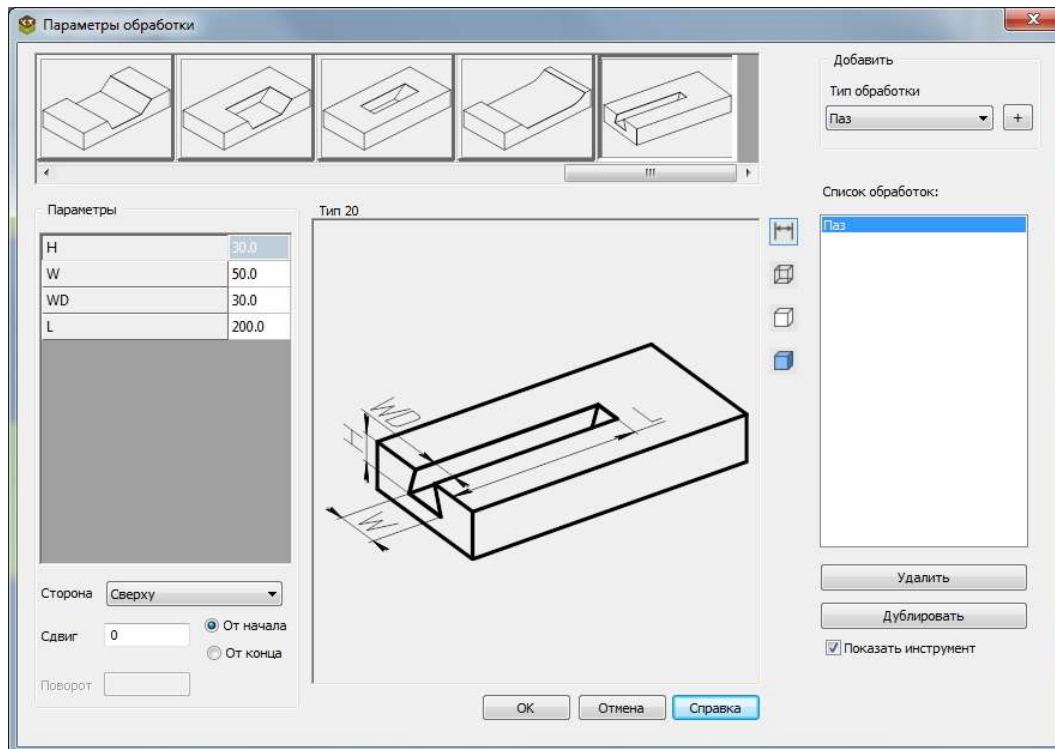 Параметры обработки
Добавить
Тип обработки
Паз
+
Список обработок:
Паз
Параметры
H 30.0
W 50.0
WD 30.0
L 200.0
Тип 20
WD
L
H
W
Сторона Сверху
Сдвиг 0
От начала
От конца
Поворот
Удалить
Дублировать
Показать инструмент
OK
Отмена
Справка